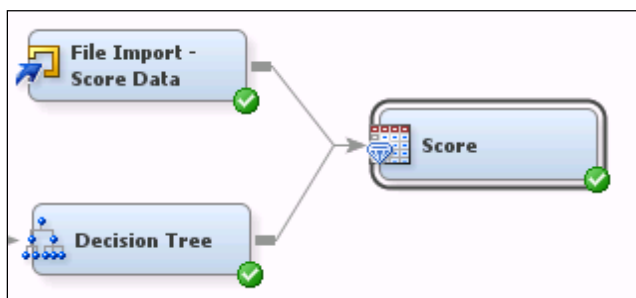 File Import -
Score Data
Score
Decision Tree